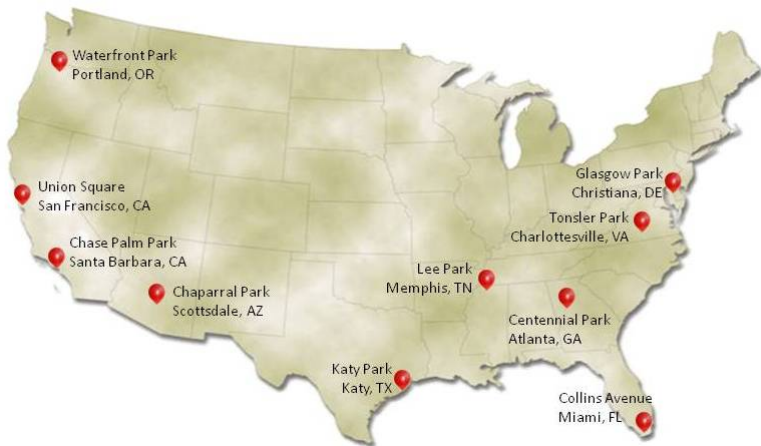 Waterfront Park
Portland, OR
Glasgow Park
Christiana, DE
Union Square
San Francisco, CA
Tonsler Park
Charlottesville, VA
Chase Palm Park
Santa Barbara, CA
Lee Park
Memphis, TN
Chaparral Park
Scottsdale, AZ
Centennial Park
Atlanta, GA
Katy Park
Katy, TX
Collins Avenue
Miami, FL